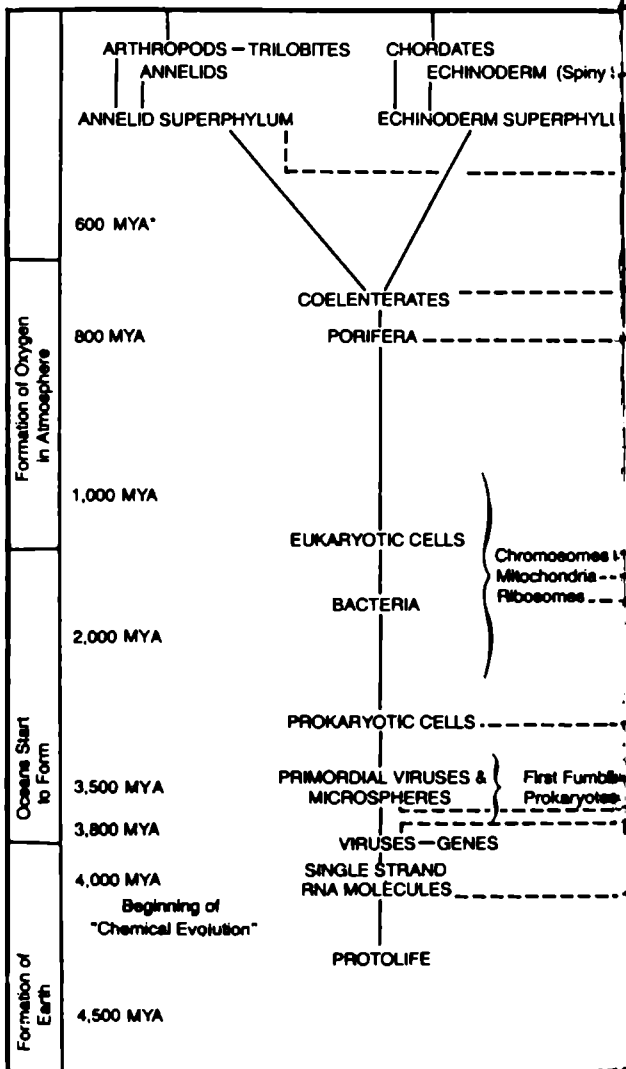 ARTHROPODS – TRILOBITES CHORDATES
ANNELIDS ECHINODERM (Spiny
ANNELID SUPERPHYLUM ECHINODERM SUPERPHYL
600 MYA*
COELENTERATES
800 MYA PORIFERA
Formation of Oxygen
in Atmosphere
1,000 MYA
EUKARYOTIC CELLS
Chromosomes
Mitochondria
BACTERIA Ribosomes
2,000 MYA
PROKARYOTIC CELLS
Oceans Start
to Form
3,500 MYA PRIMORDIAL VIRUSES & First
MICROSPHERES Prokaryotes
3,800 MYA
VIRUSES – GENES
4,000 MYA SINGLE STRAND
RNA MOLECULES
Beginning of
"Chemical Evolution"
PROTOLIFE
Formation of
Earth
4,500 MYA